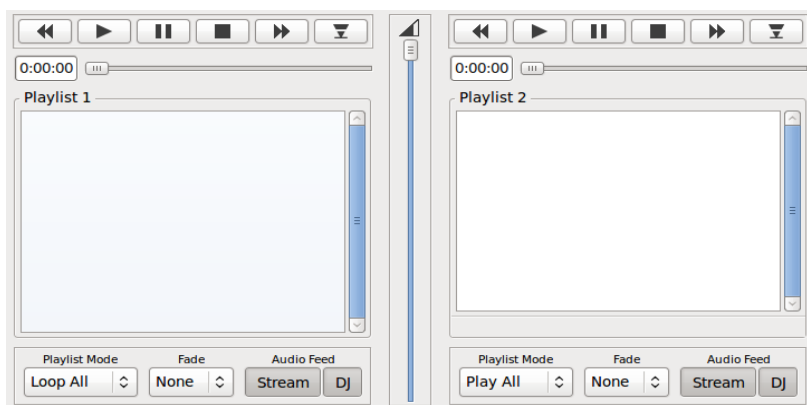 0:00:00
Playlist 1
Playlist Mode Fade Audio Feed
Loop All None Stream DJ
0:00:00
Playlist 2
Playlist Mode Fade Audio Feed
Play All None Stream DJ